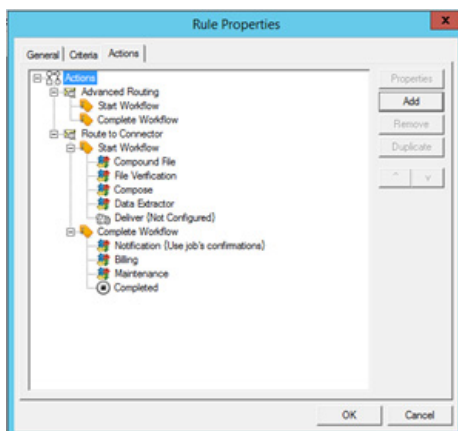 Rule Properties
x
General Criteria Actions
Actions
Advanced Routing
Start Workflow
Complete Workflow
Route to Connector
Start Workflow
Compound File
File Verification
Compose
Data Extractor
Deliver (Not Configured)
Complete Workflow
Notification (Use job's confirmations)
Billing
Maintenance
Completed
Properties
Add
Remove
Duplicate
OK Cancel